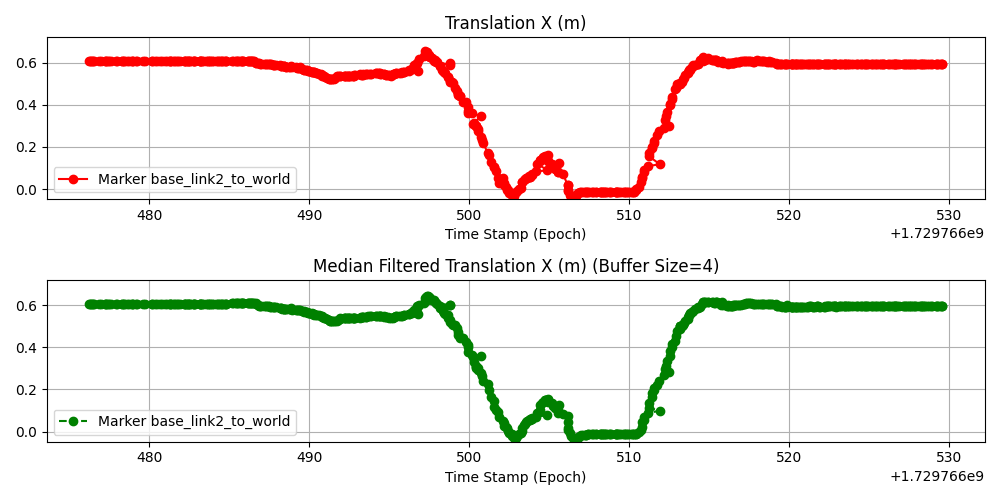 Translation X (m)
0.6
0.4
0.2
0.0
Marker base_link2_to_world
480 490 500 510 520 530
Time Stamp (Epoch)
+1.729766e9
Median Filtered Translation X (m) (Buffer Size=4)
0.6
0.4
0.2
0.0
Marker base_link2_to_world
480 490 500 510 520 530
Time Stamp (Epoch)
+1.729766e9